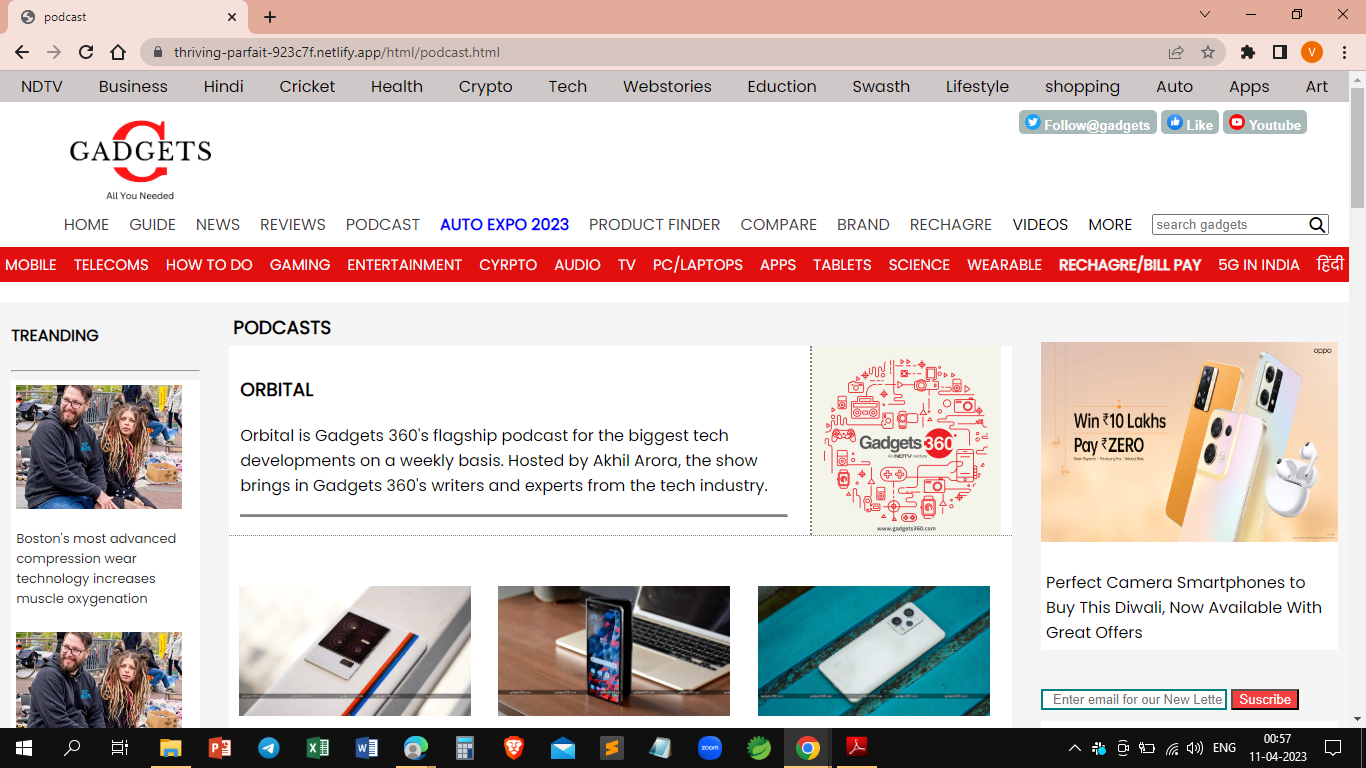 podcast
thriving-parfait-923c7f.netlify.app/html/podcast.html
V
NDTV Business Hindi Cricket Health Crypto Tech Webstories Eduction Swasth Lifestyle shopping Auto Apps Art
Follow@gadgets Like Youtube
G
GADGETS
All You Needed
HOME GUIDE NEWS REVIEWS PODCAST AUTO EXPO 2023 PRODUCT FINDER COMPARE BRAND RECHAGRE VIDEOS MORE search gadgets
MOBILE TELECOMS HOW TO DO GAMING ENTERTAINMENT CYRPTO AUDIO TV PC/LAPTOPS APPS TABLETS SCIENCE WEARABLE RECHAGRE/BILL PAY 5G IN INDIA हिंदी
TREANDING
Boston's most advanced
compression wear
technology increases
muscle oxygenation
PODCASTS
ORBITAL
Orbital is Gadgets 360's flagship podcast for the biggest tech
developments on a weekly basis. Hosted by Akhil Arora, the show
brings in Gadgets 360's writers and experts from the tech industry.
Gadgets 360
An NDTV venture
www.gadgets360.com
oppo
Win ₹10 Lakhs
Pay ₹ZERO
Perfect Camera Smartphones to
Buy This Diwali, Now Available With
Great Offers
Enter email for our New Lette Suscribe
zoom
ENG
00:57
11-04-2023